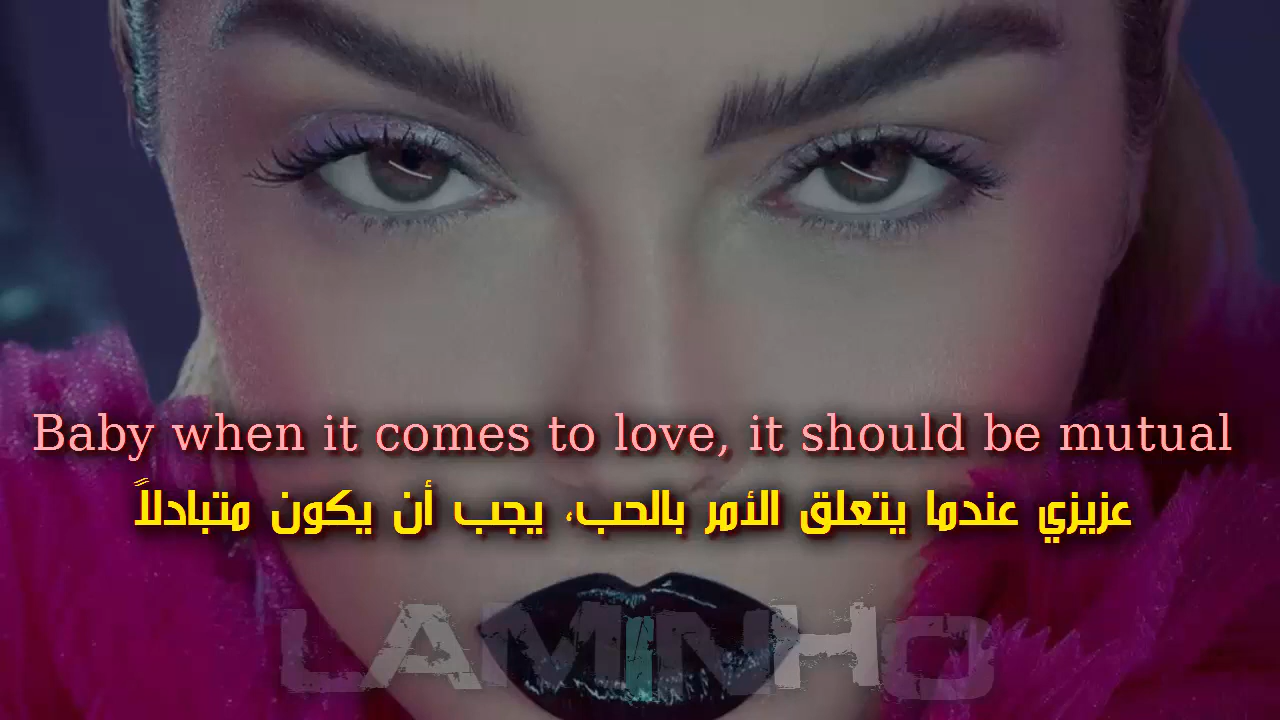 Baby when it comes to love, it should be mutual
عزيزي عندما يتعلق الأمر بالحب، يجب أن يكون متبادلاً
LAMINHO